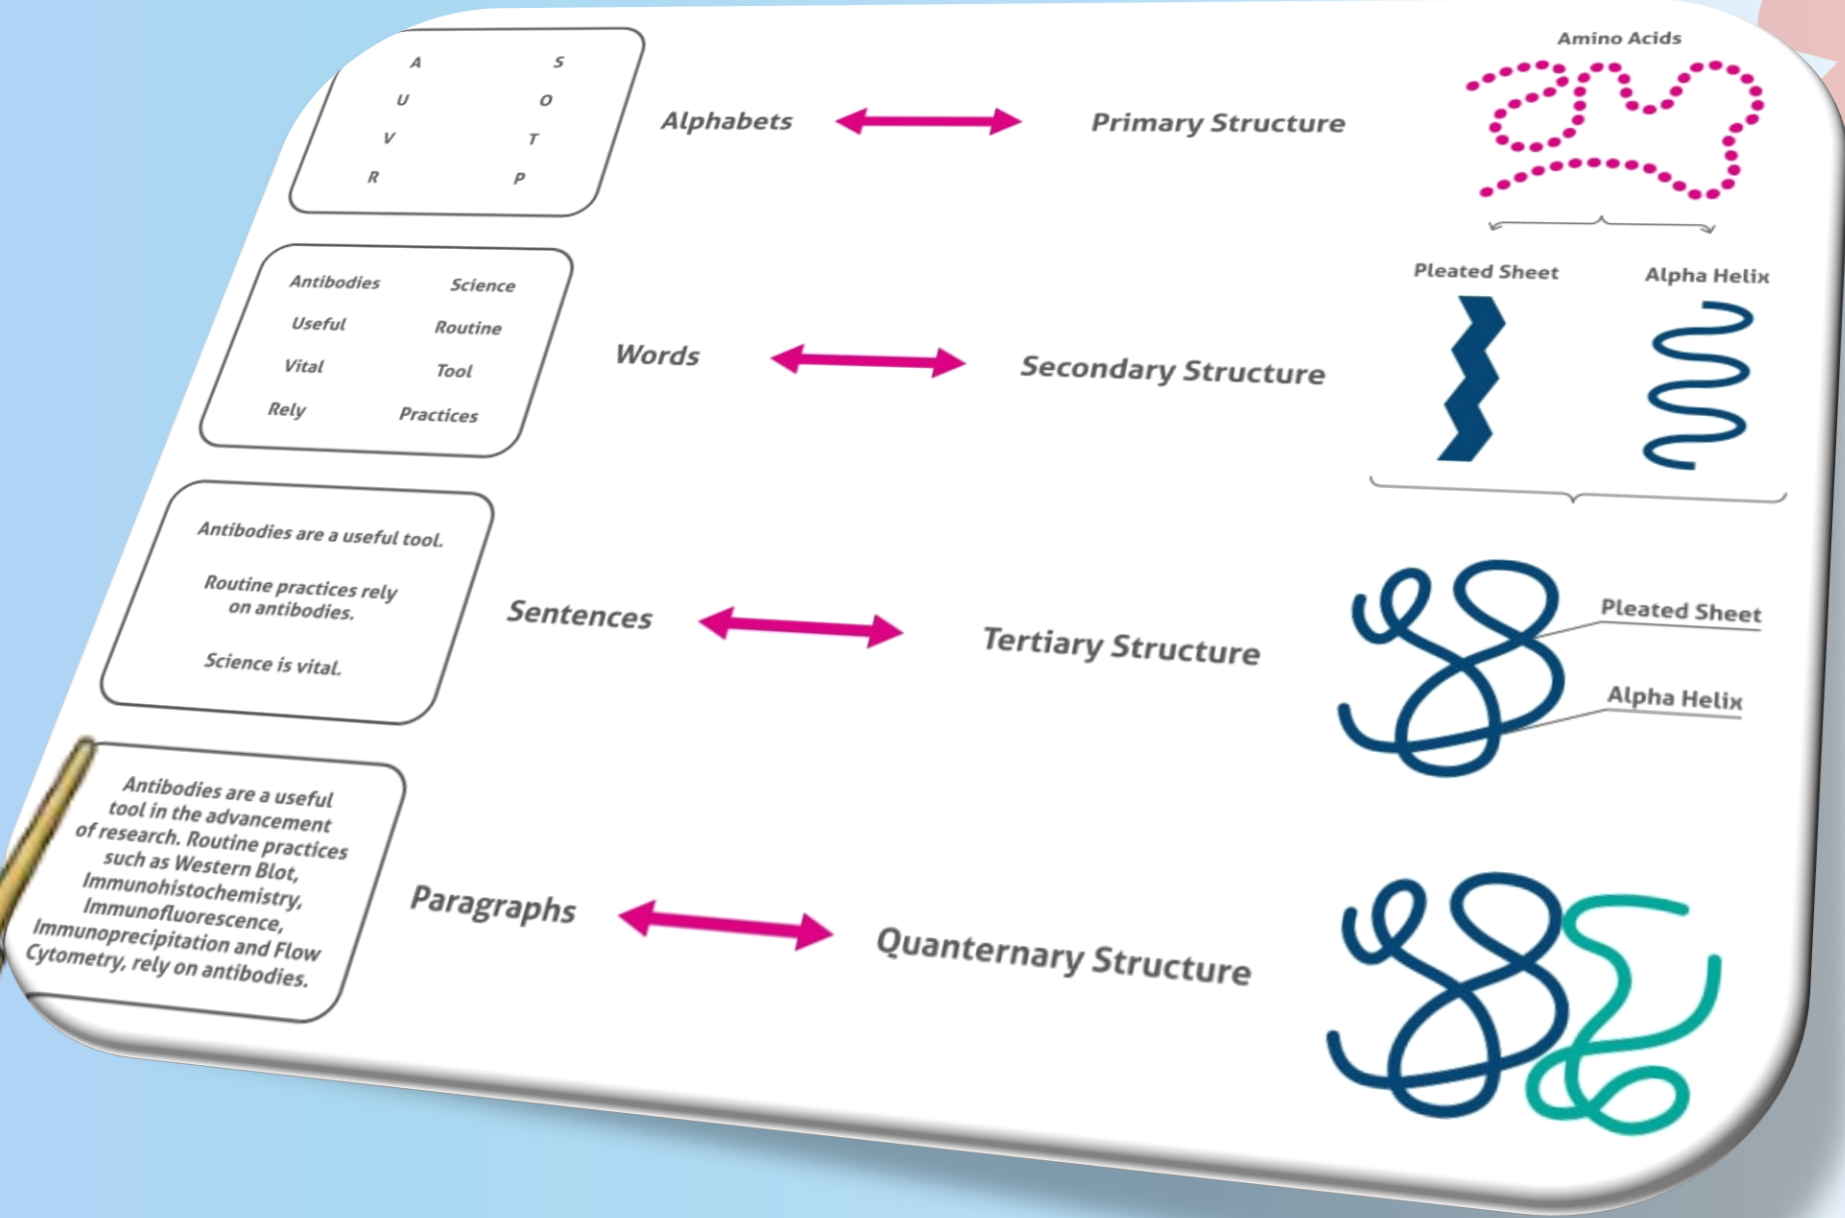 A S
U O
V T
R P
Alphabets
Primary Structure
Amino Acids
Antibodies Science
Useful Routine
Vital Tool
Rely Practices
Words
Secondary Structure
Pleated Sheet
Alpha Helix
Antibodies are a useful tool.
Routine practices rely
on antibodies.
Science is vital.
Sentences
Tertiary Structure
Pleated Sheet
Alpha Helix
Antibodies are a useful
tool in the advancement
of research. Routine practices
such as Western Blot,
Immunohistochemistry,
Immunofluorescence,
Immunoprecipitation and Flow
Cytometry, rely on antibodies.
Paragraphs
Quanternary Structure